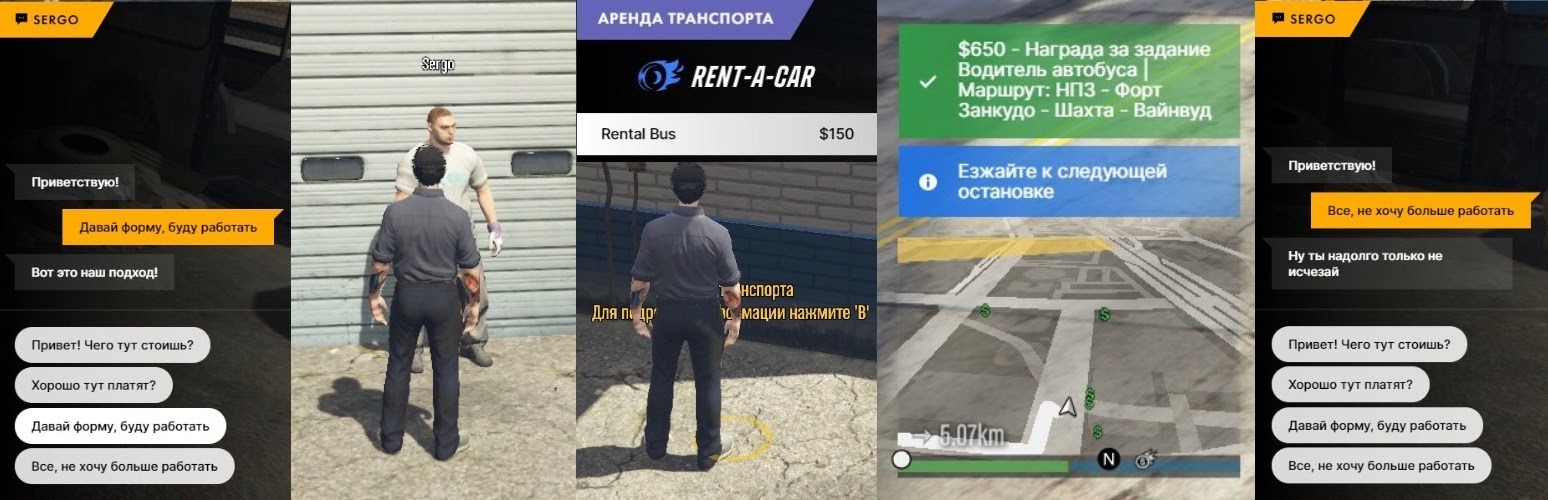 SERGO
Приветствую!
Давай форму, буду работать
Вот это наш подход!
Привет! Чего тут стоишь?
Хорошо тут платят?
Давай форму, буду работать
Все, не хочу больше работать
Sergo
АРЕНДА ТРАНСПОРТА
RENT-A-CAR
Rental Bus $150
нспорта
Для мации нажмите 'B'
$650 - Награда за задание
Водитель автобуса |
Маршрут: НПЗ - Форт
Занкудо - Шахта - Вайнвуд
Езжайте к следующей
остановке
$
$
$
$
$
5.07km
N
SERGO
Приветствую!
Все, не хочу больше работать
Ну ты надолго только не
исчезай
Привет! Чего тут стоишь?
Хорошо тут платят?
Давай форму, буду работать
Все, не хочу больше работать